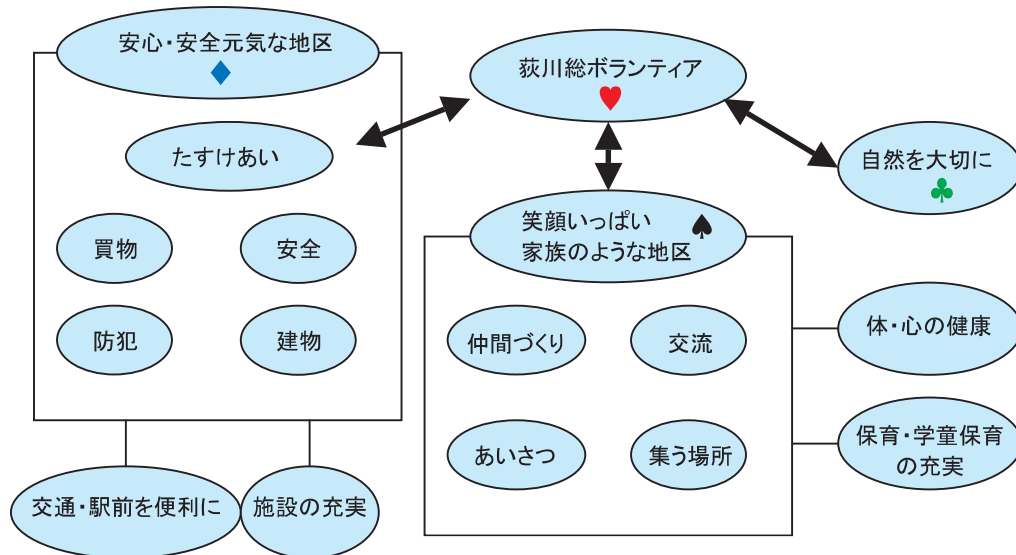 安心・安全元気な地区
♦
たすけあい
買物
安全
防犯
建物
交通・駅前を便利に
施設の充実
荻川総ボランティア
♥
笑顔いっぱい
家族のような地区
♠
仲間づくり
交流
あいさつ
集う場所
自然を大切に
♣
体・心の健康
保育・学童保育
の充実